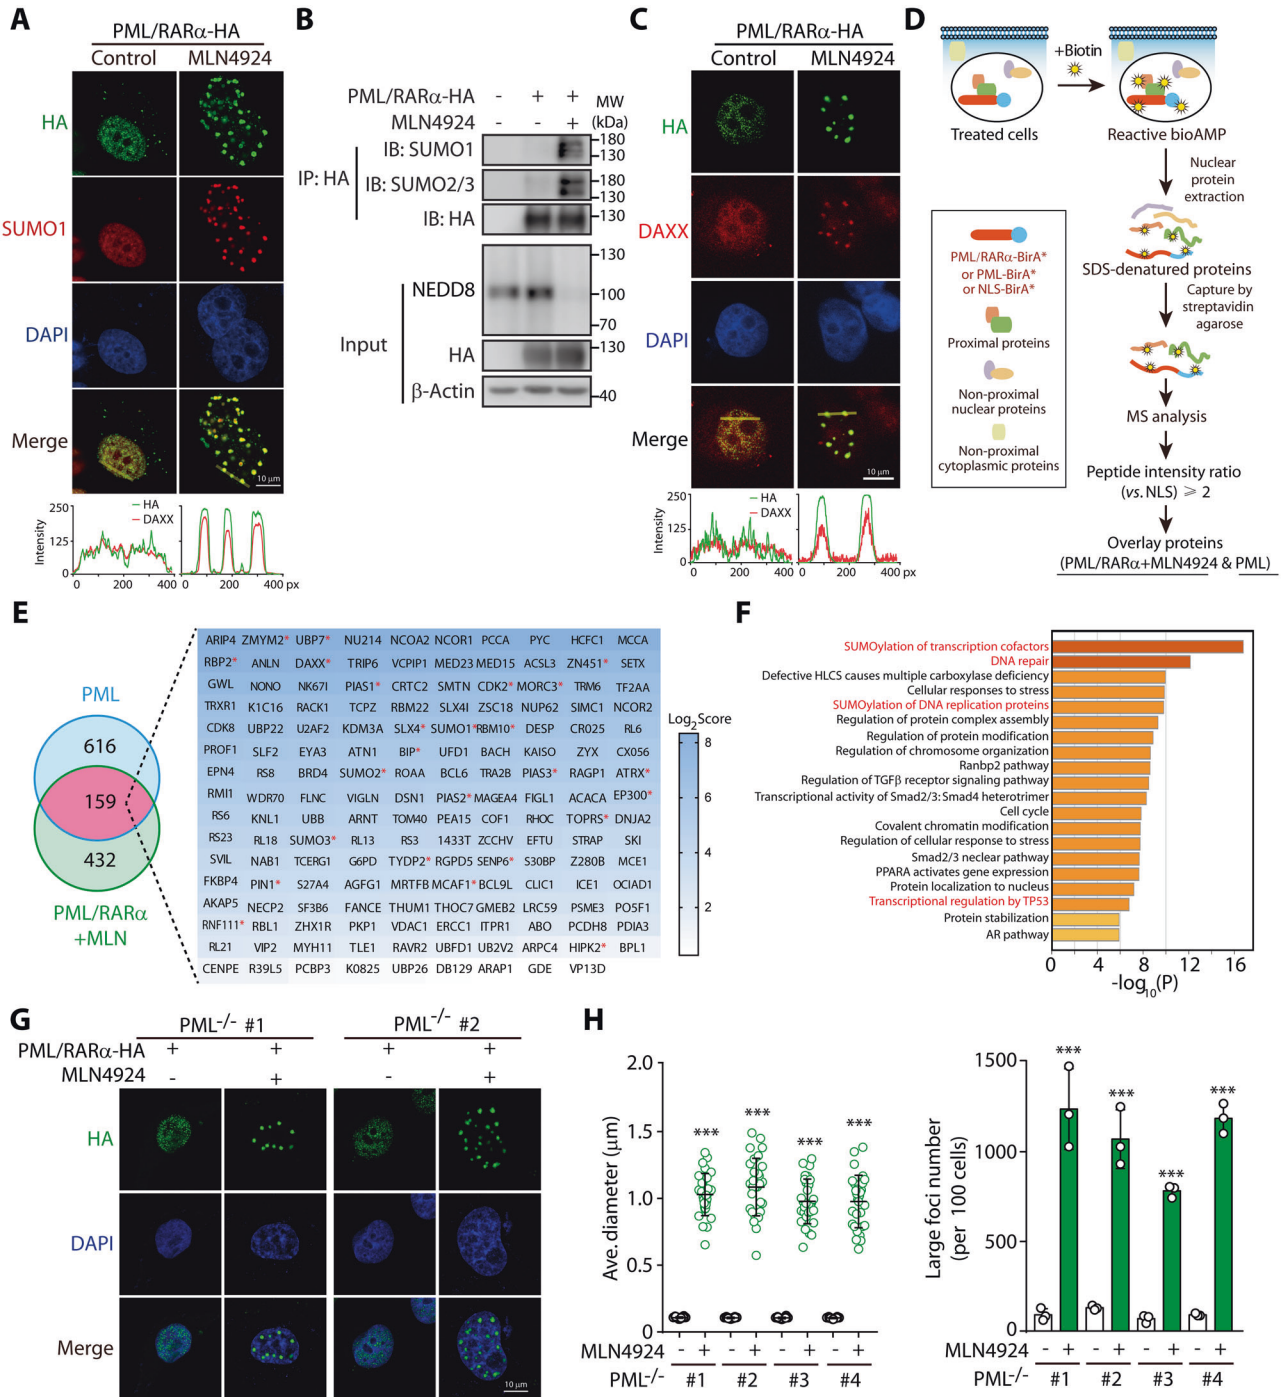 A
PML/RARα-HA
Control MLN4924
HA
SUMO1
DAPI
Merge
10 μm
250
125
0
Intensity
HA
DAXX
0 200 400 0 200 400 px
B
PML/RARα-HA - + +
MLN4924 - - +
MW
(kDa)
IP: HA
IB: SUMO1
180
130
IB: SUMO2/3
180
130
IB: HA
130
Input
NEDD8
130
100
70
HA
130
β-Actin
40
C
PML/RARα-HA
Control MLN4924
HA
DAXX
DAPI
Merge
10 μm
250
125
0
Intensity
HA
DAXX
0 200 400 0 200 400 px
D
+Biotin
Treated cells
Reactive bioAMP
Nuclear
protein
extraction
SDS-denatured proteins
Capture by
streptavidin
agarose
MS analysis
Peptide intensity ratio
(vs. NLS) ⩾ 2
Overlay proteins
(PML/RARα+MLN4924 & PML)
PML/RARα-BirA*
or PML-BirA*
or NLS-BirA*
Proximal proteins
Non-proximal
nuclear proteins
Non-proximal
cytoplasmic proteins
E
PML
616
159
432
PML/RARα
+MLN
ARIP4 ZMYM2* UBP7* NU214 NCOA2 NCOR1 PCCA PYC HCFC1 MCCA
RBP2* ANLN DAXX* TRIP6 VCPIP1 MED23 MED15 ACSL3 ZN451* SETX
GWL NONO NK67I PIAS1* CRTC2 SMTN CDK2* MORC3* TRM6 TF2AA
TRXR1 K1C16 RACK1 TCPZ RBM22 SLX4I ZSC18 NUP62 SIMC1 NCOR2
CDK8 UBP22 U2AF2 KDM3A SLX4* SUMO1* RBM10* DESP CR025 RL6
PROF1 SLF2 EYA3 ATN1 BIP* UFD1 BACH KAISO ZYX CX056
EPN4 RS8 BRD4 SUMO2* ROAA BCL6 TRA2B PIAS3* RAGP1 ATRX*
RMI1 WDR70 FLNC VIGLN DSN1 PIAS2* MAGEA4 FIGL1 ACACA EP300*
RS6 KNL1 UBB ARNT TOM40 PEA15 COF1 RHOC TOPRS* DNJA2
RS23 RL18 SUMO3* RL13 RS3 1433T ZCCHV EFTU STRAP SKI
SVIL NAB1 TCERG1 G6PD TYDP2* RGPD5 SENP6* S30BP Z280B MCE1
FKBP4 PIN1* S27A4 AGFG1 MRTFB MCAF1* BCL9L CLIC1 ICE1 OCIAD1
AKAP5 NECP2 SF3B6 FANCE THUM1 THOC7 GMEB2 LRC59 PSME3 PO5F1
RNF111* RBL1 ZHX1R PKP1 VDAC1 ERCC1 ITPR1 ABO PCDH8 PDIA3
RL21 VIP2 MYH11 TLE1 RAVR2 UBFD1 UB2V2 ARPC4 HIPK2* BPL1
CENPE R39L5 PCBP3 K0825 UBP26 DB129 ARAP1 GDE VP13D
Log2Score
8
6
4
2
F
SUMOylation of transcription cofactors
DNA repair
Defective HLCS causes multiple carboxylase deficiency
Cellular responses to stress
SUMOylation of DNA replication proteins
Regulation of protein complex assembly
Regulation of protein modification
Regulation of chromosome organization
Ranbp2 pathway
Regulation of TGFβ receptor signaling pathway
Transcriptional activity of Smad2/3: Smad4 heterotrimer
Cell cycle
Covalent chromatin modification
Regulation of cellular response to stress
Smad2/3 nuclear pathway
PPARA activates gene expression
Protein localization to nucleus
Transcriptional regulation by TP53
Protein stabilization
AR pathway
0 4 8 12 16
-log10(P)
G
PML-/- #1 PML-/- #2
PML/RARα-HA + + + +
MLN4924 - + - +
HA
DAPI
Merge
10 μm
H
Ave. diameter (μm)
2.0
1.5
1.0
0.5
0
*** *** *** ***
MLN4924 - + - + - + - +
PML-/- #1 #2 #3 #4
Large foci number
(per 100 cells)
1500
1000
500
0
*** *** *** ***
MLN4924 - + - + - + - +
PML-/- #1 #2 #3 #4